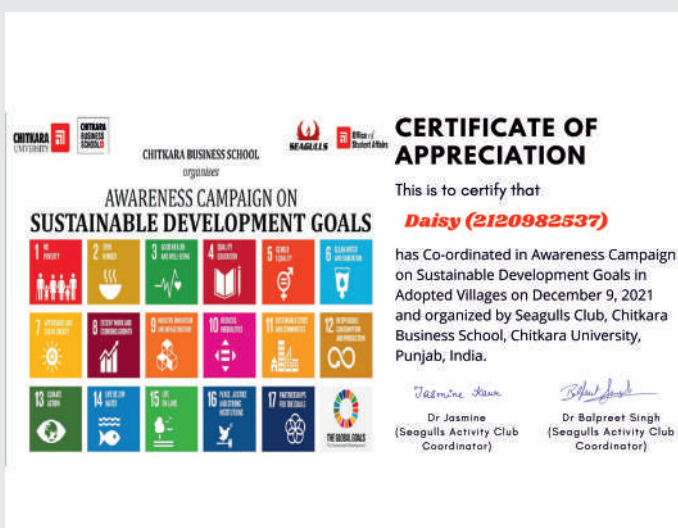 CHITKARA
UNIVERSITY
CHITKARA
BUSINESS
SCHOOL
SEAGULLS
Office of
Student Affairs
CHITKARA BUSINESS SCHOOL
organises
AWARENESS CAMPAIGN ON
SUSTAINABLE DEVELOPMENT GOALS
1 NO
POVERTY
2 ZERO
HUNGER
3 GOOD HEALTH
AND WELL-BEING
4 QUALITY
EDUCATION
5 GENDER
EQUALITY
6 CLEAN WATER
AND SANITATION
7 AFFORDABLE AND
CLEAN ENERGY
8 DECENT WORK AND
ECONOMIC GROWTH
9 INDUSTRY, INNOVATION
AND INFRASTRUCTURE
10 REDUCED
INEQUALITIES
11 SUSTAINABLE CITIES
AND COMMUNITIES
12 RESPONSIBLE
CONSUMPTION
AND PRODUCTION
13 CLIMATE
ACTION
14 LIFE BELOW
WATER
15 LIFE
ON LAND
16 PEACE, JUSTICE
AND STRONG
INSTITUTIONS
17 PARTNERSHIPS
FOR THE GOALS
THE GLOBAL GOALS
CERTIFICATE OF
APPRECIATION
This is to certify that
Daisy (2120982537)
has Co-ordinated in Awareness Campaign
on Sustainable Development Goals in
Adopted Villages on December 9, 2021
and organized by Seagulls Club, Chitkara
Business School, Chitkara University,
Punjab, India.
Jasmine Kaur
Balpreet Singh
Dr Jasmine
(Seagulls Activity Club
Coordinator)
Dr Balpreet Singh
(Seagulls Activity Club
Coordinator)